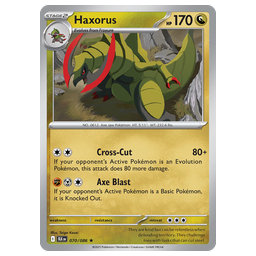 STAGE 2
Haxorus
HP 170
Evolves from Fraxure
Cross-Cut 80+
If your opponent's Active Pokémon is an Evolution
Pokémon, this attack does 80 more damage.
Axe Blast
If your opponent's Active Pokémon is a Basic Pokémon,
it is Knocked Out.
weakness resistance retreat
070/086